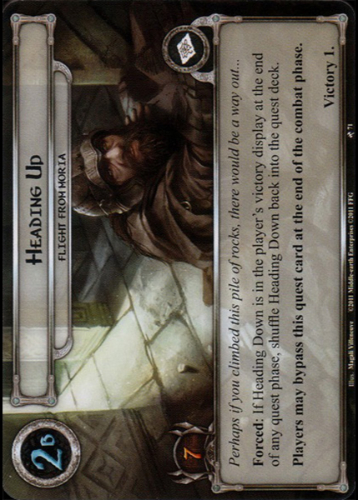 2B
HEADING UP
FLIGHT FROM MORIA
7
Perhaps if you climbed this pile of rocks, there would be a way out...
Forced: If Heading Down is in the player's victory display at the end
of any quest phase, shuffle Heading Down back into the quest deck.
Players may bypass this quest card at the end of the combat phase.
Victory 1.
Illus. Magali Villeneuve ©2011 Middle-earth Enterprises ©2011 FFG 71